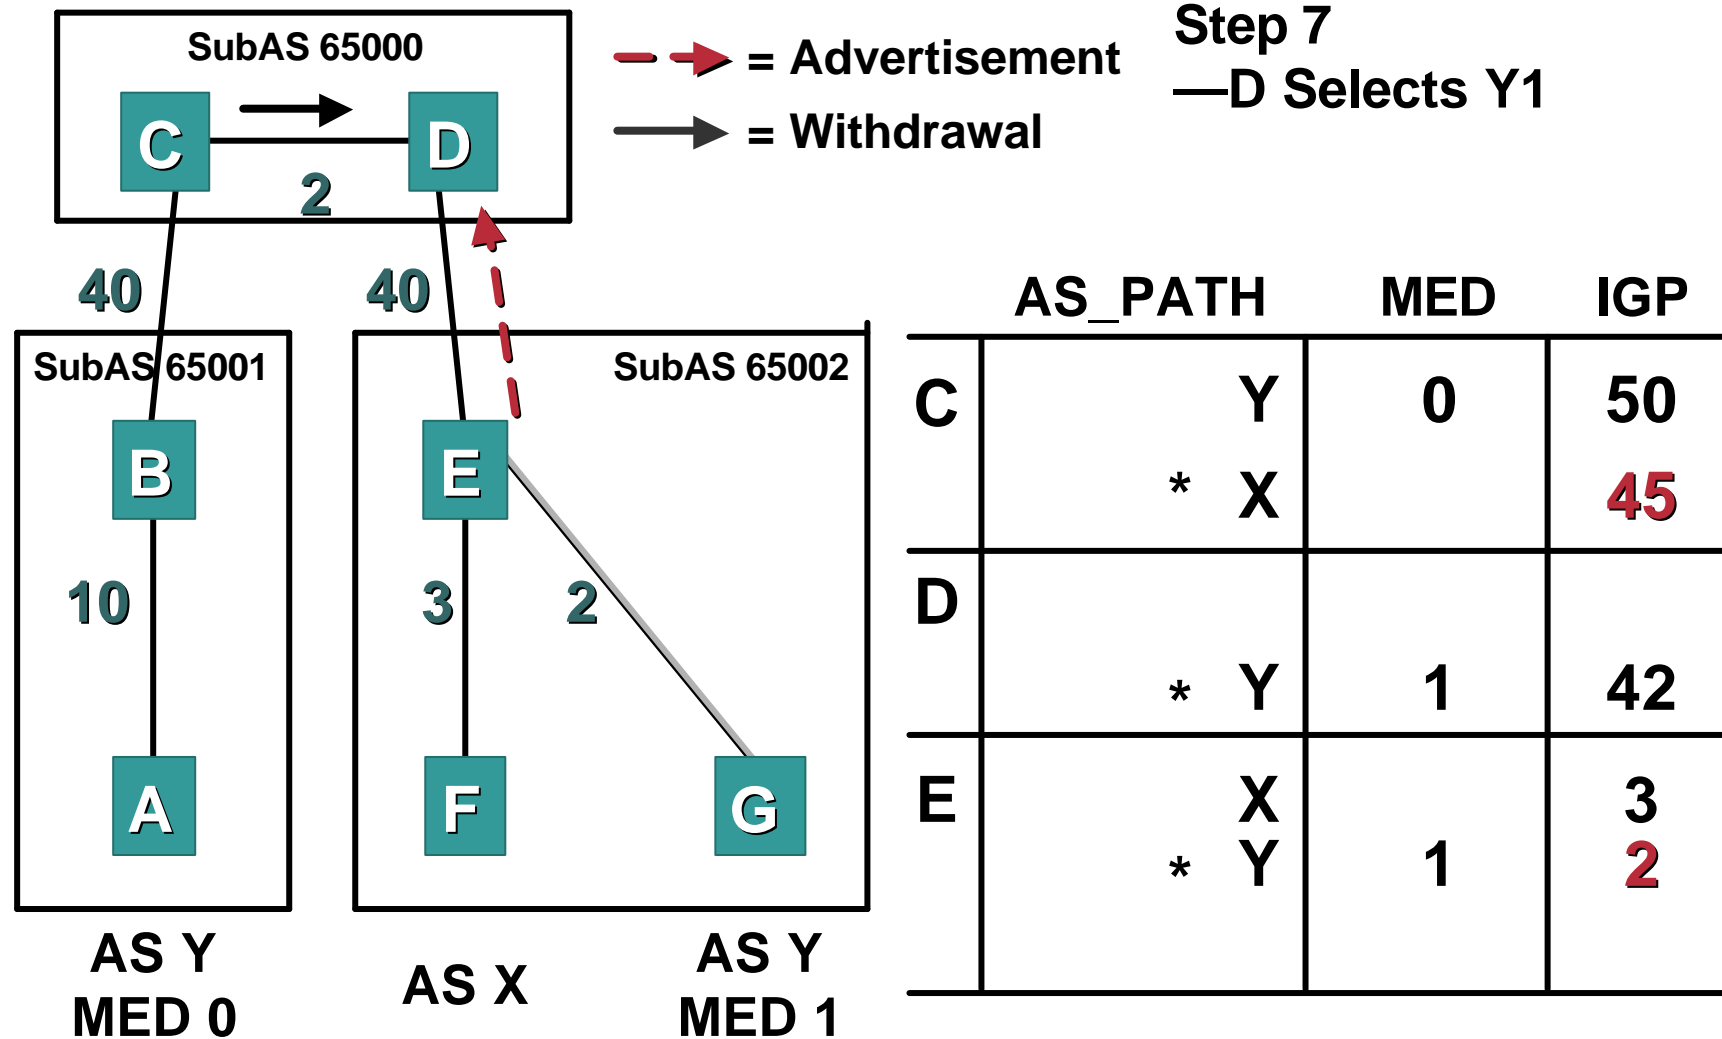 Step 7
—D Selects Y1
SubAS 65000
= Advertisement
= Withdrawal
C
D
2
40
40
SubAS 65001
SubAS 65002
B
E
10
3
2
A
F
G
AS Y
MED 0
AS X
AS Y
MED 1
AS_PATH MED IGP
C Y 0 50
* X 45
D
* Y 1 42
E X 3
* Y 1 2